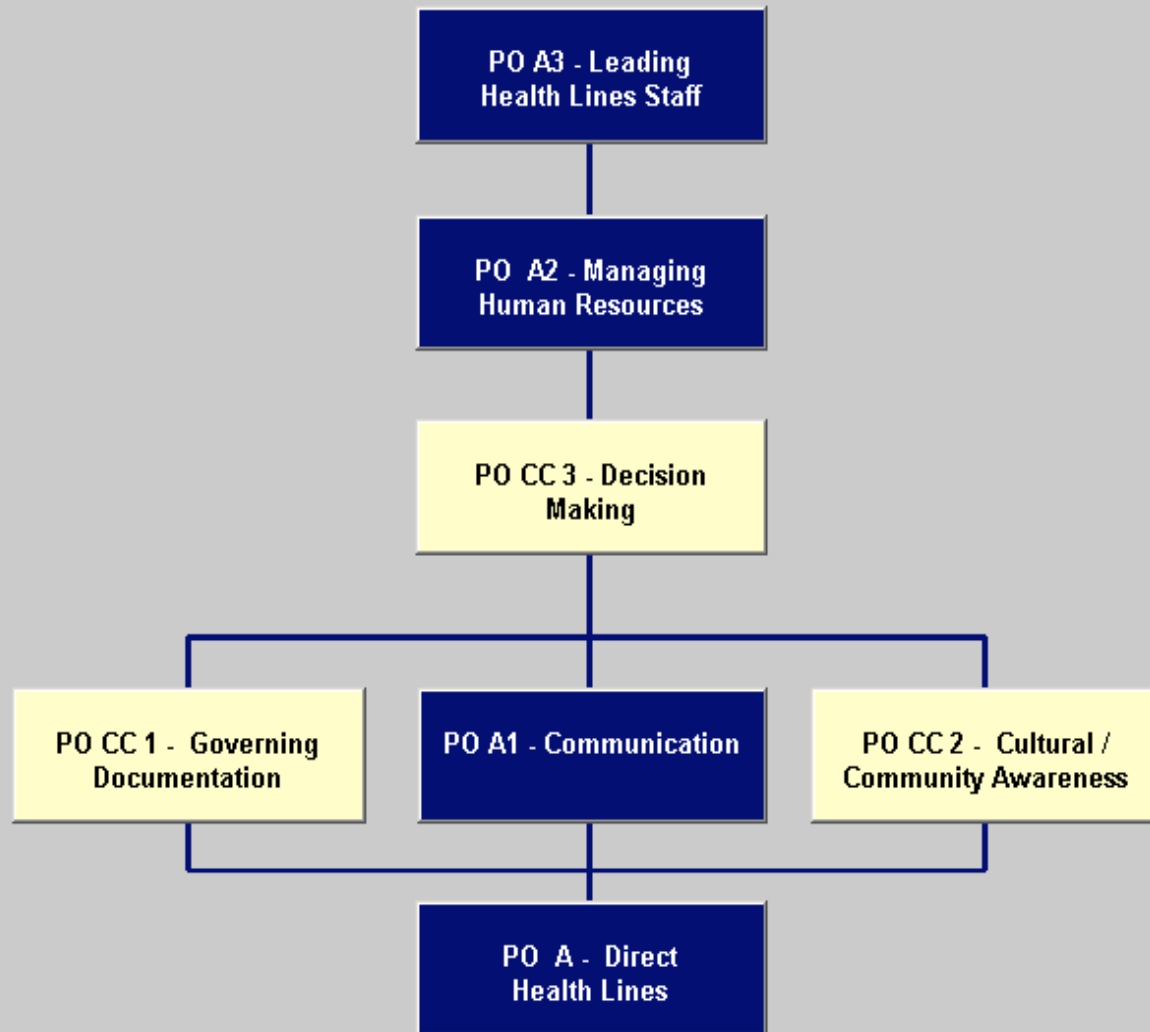 PO A3 - Leading
Health Lines Staff
PO A2 - Managing
Human Resources
PO CC 3 - Decision
Making
PO CC 1 - Governing
Documentation
PO A1 - Communication
PO CC 2 - Cultural /
Community Awareness
PO A - Direct
Health Lines